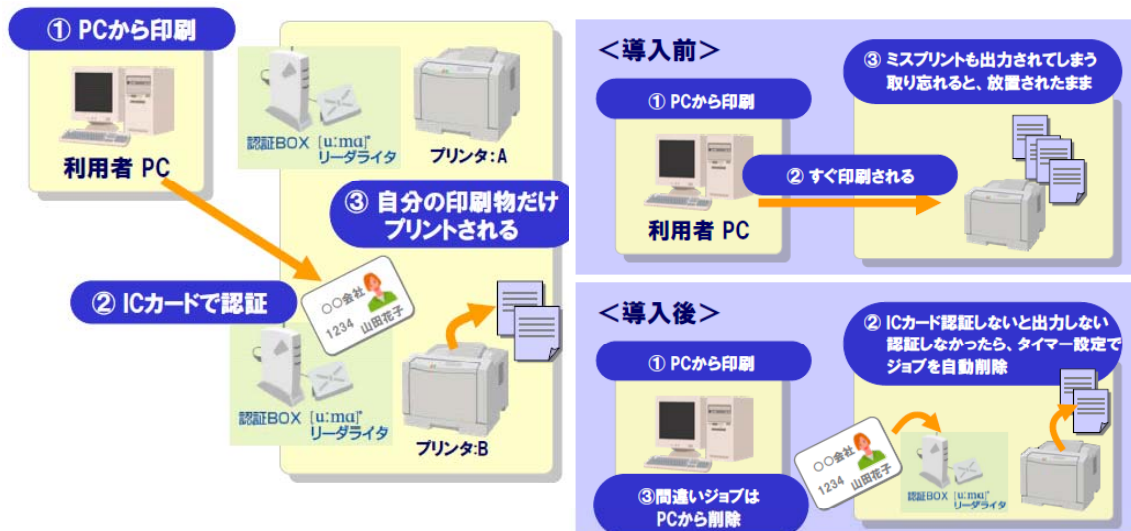 ① PCから印刷
利用者 PC
認証BOX [u:ma]®
リーダライタ
プリンタ:A
③ 自分の印刷物だけ
プリントされる
② ICカードで認証
○○会社
1234 山田花子
認証BOX [u:ma]®
リーダライタ
プリンタ:B
＜導入前＞
① PCから印刷
利用者 PC
② すぐ印刷される
③ ミスプリントも出力されてしまう
取り忘れると、放置されたまま
＜導入後＞
① PCから印刷
③間違いジョブは
PCから削除
② ICカード認証しないと出力しない
認証しなかったら、タイマー設定で
ジョブを自動削除
○○会社
1234 山田花子
認証BOX [u:ma]®
リーダライタ